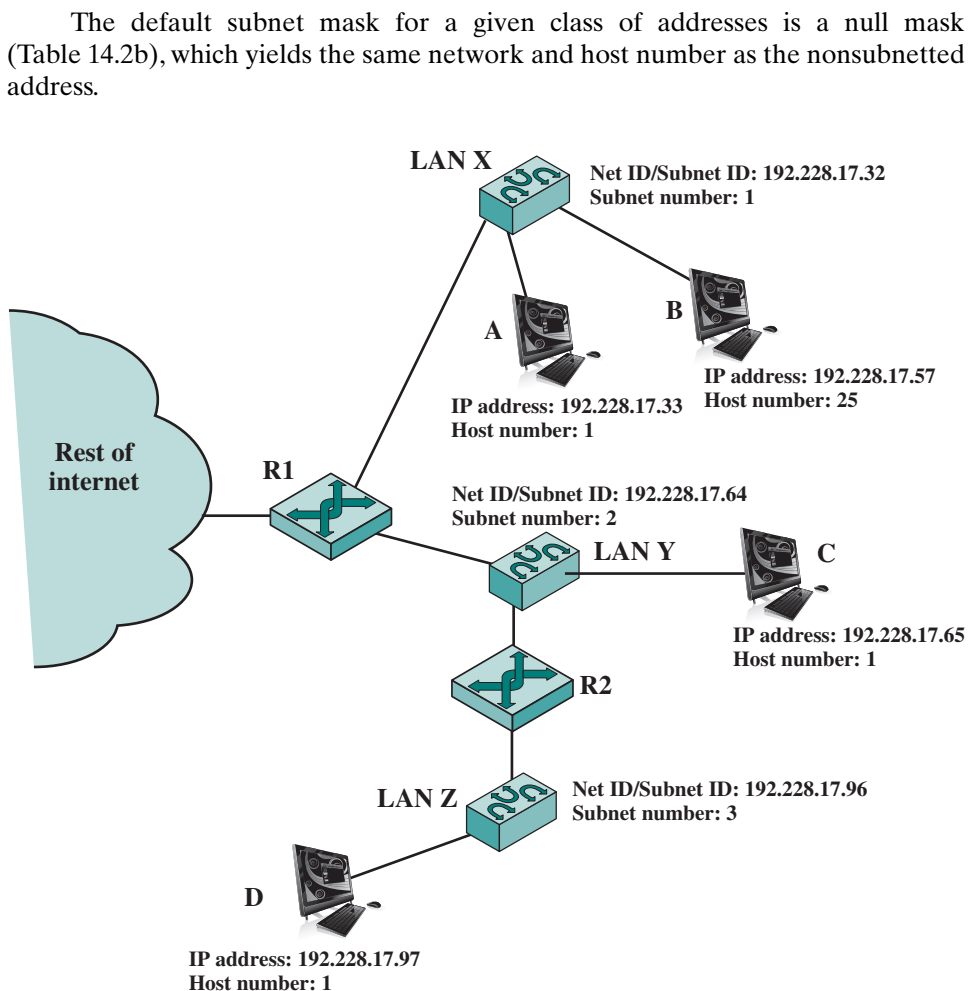 The default subnet mask for a given class of addresses is a null mask
(Table 14.2b), which yields the same network and host number as the nonsubnetted
address.
LAN X
Net ID/Subnet ID: 192.228.17.32
Subnet number: 1
A
B
IP address: 192.228.17.57
Host number: 25
IP address: 192.228.17.33
Host number: 1
Rest of
internet
R1
Net ID/Subnet ID: 192.228.17.64
Subnet number: 2
LAN Y
C
IP address: 192.228.17.65
Host number: 1
R2
LAN Z
Net ID/Subnet ID: 192.228.17.96
Subnet number: 3
D
IP address: 192.228.17.97
Host number: 1